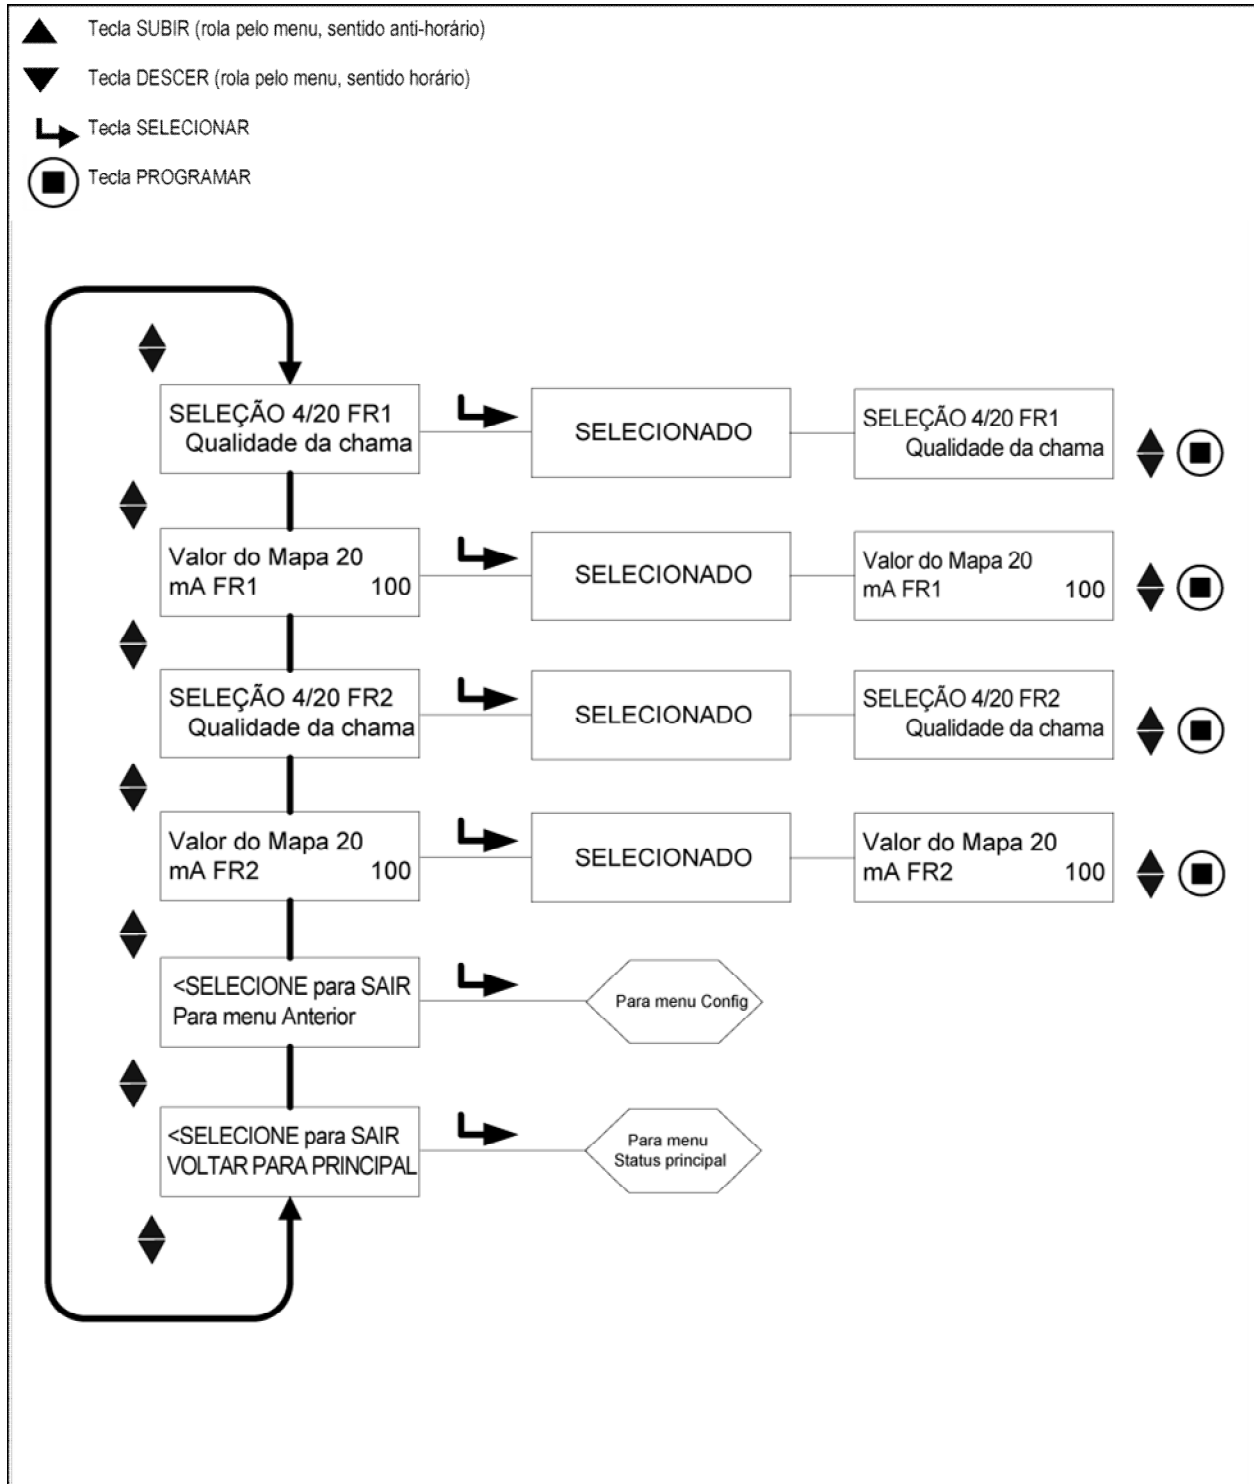 Tecla SUBIR (rola pelo menu, sentido anti-horário)
Tecla DESCER (rola pelo menu, sentido horário)
Tecla SELECIONAR
Tecla PROGRAMAR
SELEÇÃO 4/20 FR1
Qualidade da chama
SELECIONADO
SELEÇÃO 4/20 FR1
Qualidade da chama
Valor do Mapa 20
mA FR1 100
SELECIONADO
Valor do Mapa 20
mA FR1 100
SELEÇÃO 4/20 FR2
Qualidade da chama
SELECIONADO
SELEÇÃO 4/20 FR2
Qualidade da chama
Valor do Mapa 20
mA FR2 100
SELECIONADO
Valor do Mapa 20
mA FR2 100
<SELECIONE para SAIR
Para menu Anterior
Para menu Config
<SELECIONE para SAIR
VOLTAR PARA PRINCIPAL
Para menu
Status principal